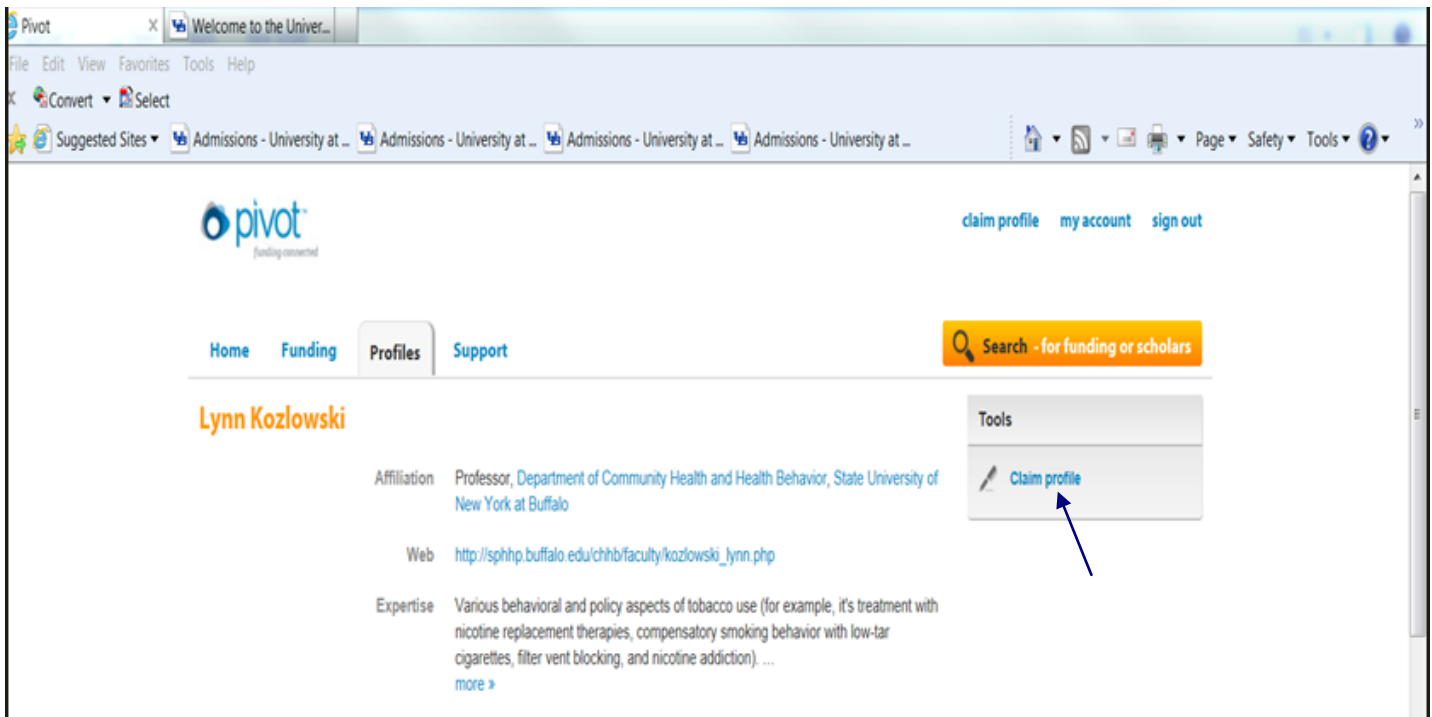 Pivot X Welcome to the Univer...
File Edit View Favorites Tools Help
X Convert Select
Suggested Sites Admissions - University at ... Admissions - University at ... Admissions - University at ... Admissions - University at ... Page Safety Tools »
pivot™ claim profile my account sign out
funding connected
Home Funding Profiles Support Search - for funding or scholars
Lynn Kozlowski Tools
Affiliation Professor, Department of Community Health and Health Behavior, State University of Claim profile
New York at Buffalo
Web http://sphhp.buffalo.edu/chhb/faculty/kozlowski_lynn.php
Expertise Various behavioral and policy aspects of tobacco use (for example, it's treatment with
nicotine replacement therapies, compensatory smoking behavior with low-tar
cigarettes, filter vent blocking, and nicotine addiction). ...
more »